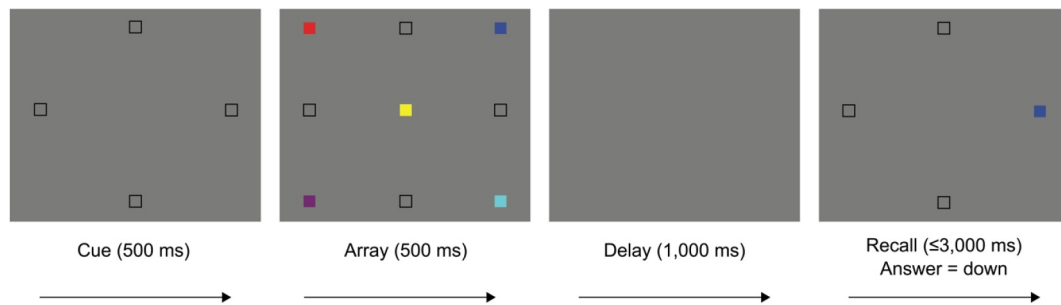 Cue (500 ms)
Array (500 ms)
Delay (1,000 ms)
Recall (≤3,000 ms)
Answer = down